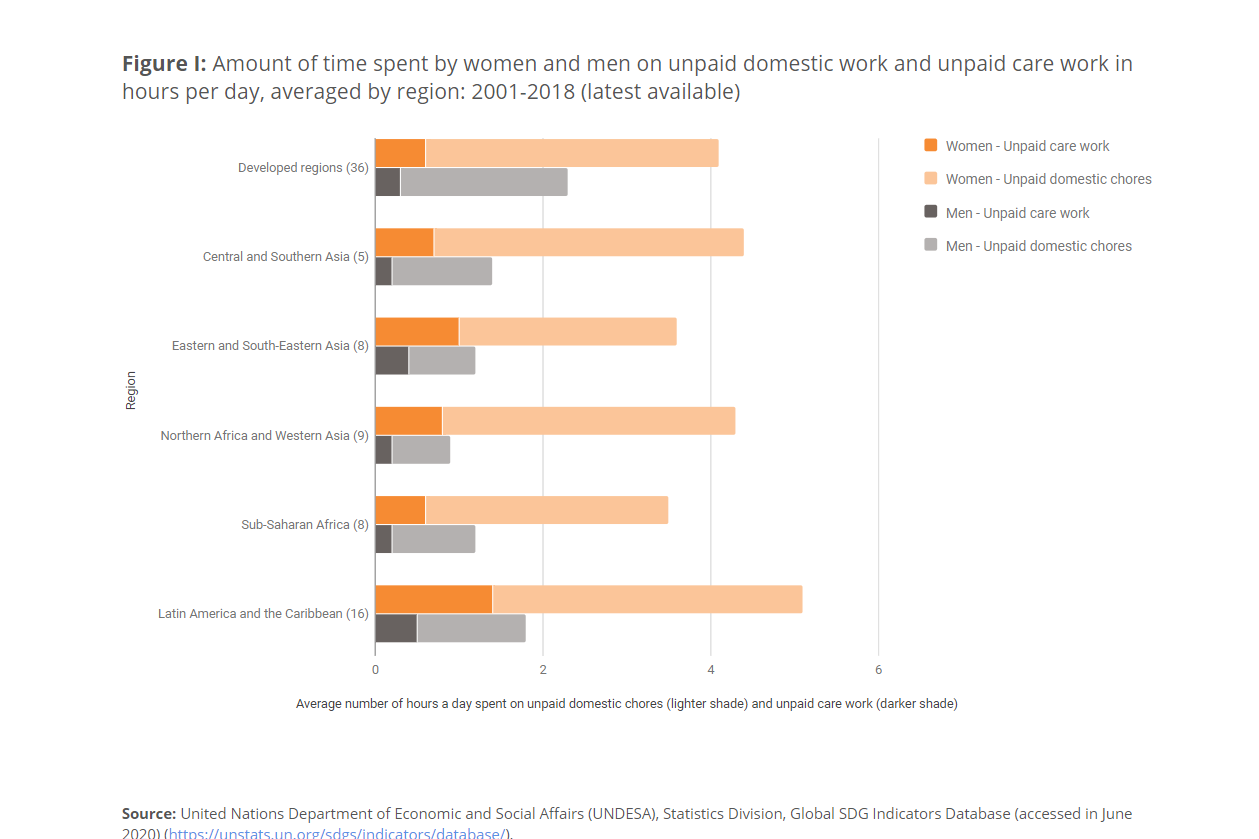 Figure I: Amount of time spent by women and men on unpaid domestic work and unpaid care work in
hours per day, averaged by region: 2001-2018 (latest available)
Women - Unpaid care work
Women - Unpaid domestic chores
Men - Unpaid care work
Men - Unpaid domestic chores
Region
Developed regions (36)
Central and Southern Asia (5)
Eastern and South-Eastern Asia (8)
Northern Africa and Western Asia (9)
Sub-Saharan Africa (8)
Latin America and the Caribbean (16)
0 2 4 6
Average number of hours a day spent on unpaid domestic chores (lighter shade) and unpaid care work (darker shade)
Source: United Nations Department of Economic and Social Affairs (UNDESA), Statistics Division, Global SDG Indicators Database (accessed in June
2020) (https://unstats.un.org/sdgs/indicators/database/).